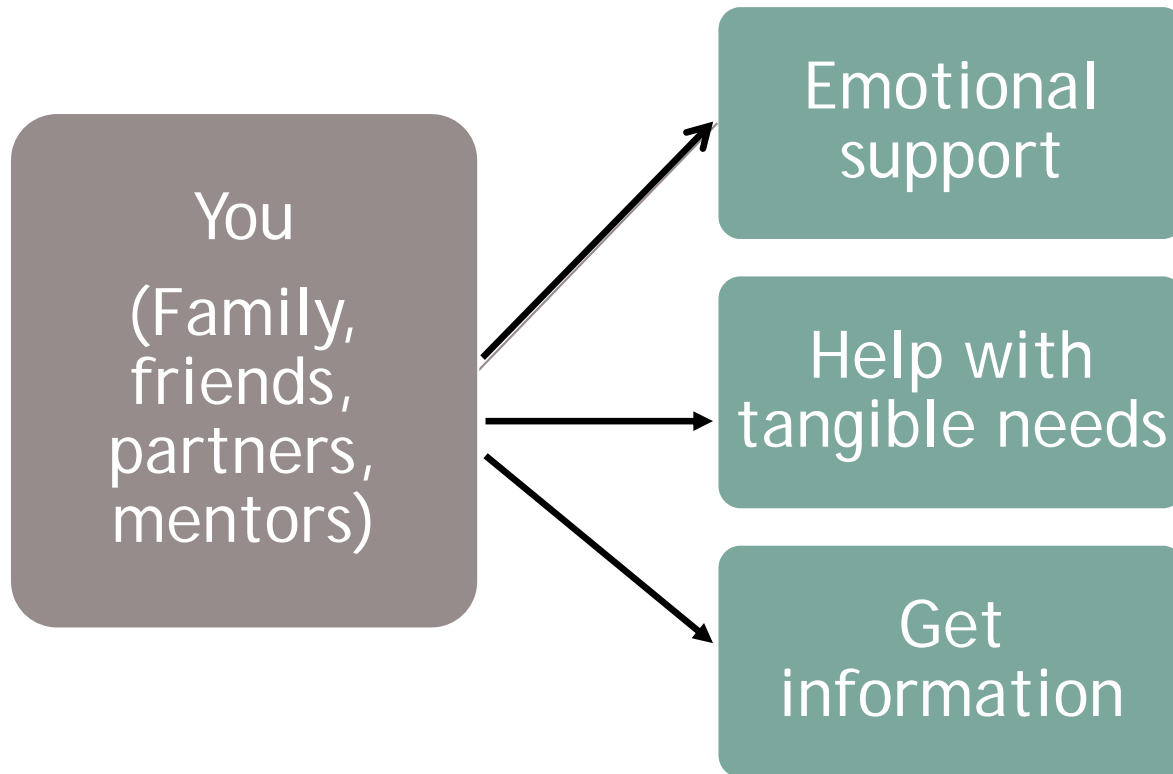 You
(Family,
friends,
partners,
mentors)
Emotional
support
Help with
tangible needs
Get
information